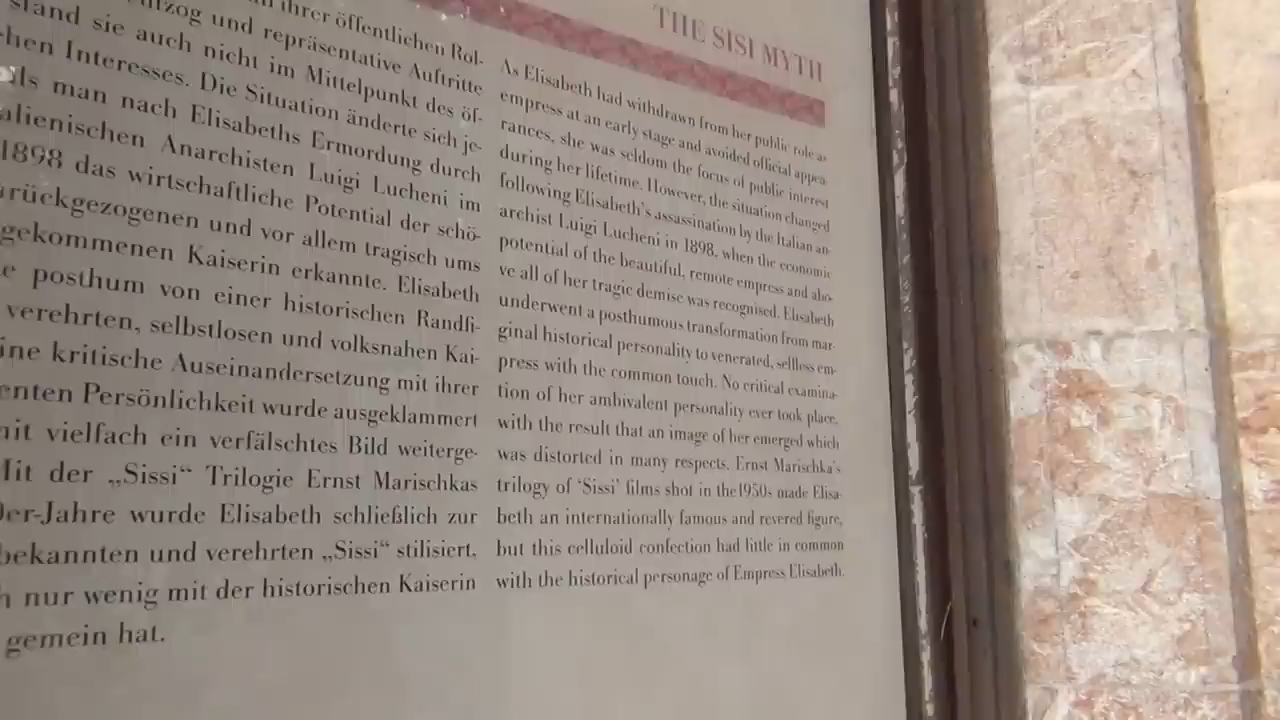 ihrer öffentlichen Rol-
und repräsentative Auftritte
stand sie auch nicht im Mittelpunkt des öf-
chen Interesses. Die Situation änderte sich je-
als man nach Elisabeths Ermordung durch
alienischen Anarchisten Luigi Lucheni im
1898 das wirtschaftliche Potential der schö-
rückgezogenen und vor allem tragisch ums
gekommenen Kaiserin erkannte. Elisabeth
e posthum von einer historischen Randfi-
verehrten, selbstlosen und volksnahen Kai-
ine kritische Auseinandersetzung mit ihrer
enten Persönlichkeit wurde ausgeklammert
it vielfach ein verfälschtes Bild weiterge-
Mit der „Sissi“ Trilogie Ernst Marischkas
er-Jahre wurde Elisabeth schließlich zur
bekannten und verehrten „Sissi“ stilisiert,
h nur wenig mit der historischen Kaiserin
gemein hat.
THE SISI MYTH
As Elisabeth had withdrawn from her public role as
empress at an early stage and avoided official appea-
rances, she was seldom the focus of public interest
during her lifetime. However, the situation changed
following Elisabeth's assassination by the Italian an-
archist Luigi Lucheni in 1898, when the economic
potential of the beautiful, remote empress and abo-
ve all of her tragic demise was recognised. Elisabeth
underwent a posthumous transformation from mar-
ginal historical personality to venerated, selfless em-
press with the common touch. No critical examina-
tion of her ambivalent personality ever took place,
with the result that an image of her emerged which
was distorted in many respects. Ernst Marischka's
trilogy of ‘Sissi’ films shot in the1950s made Elisa-
beth an internationally famous and revered figure,
but this celluloid confection had little in common
with the historical personage of Empress Elisabeth.